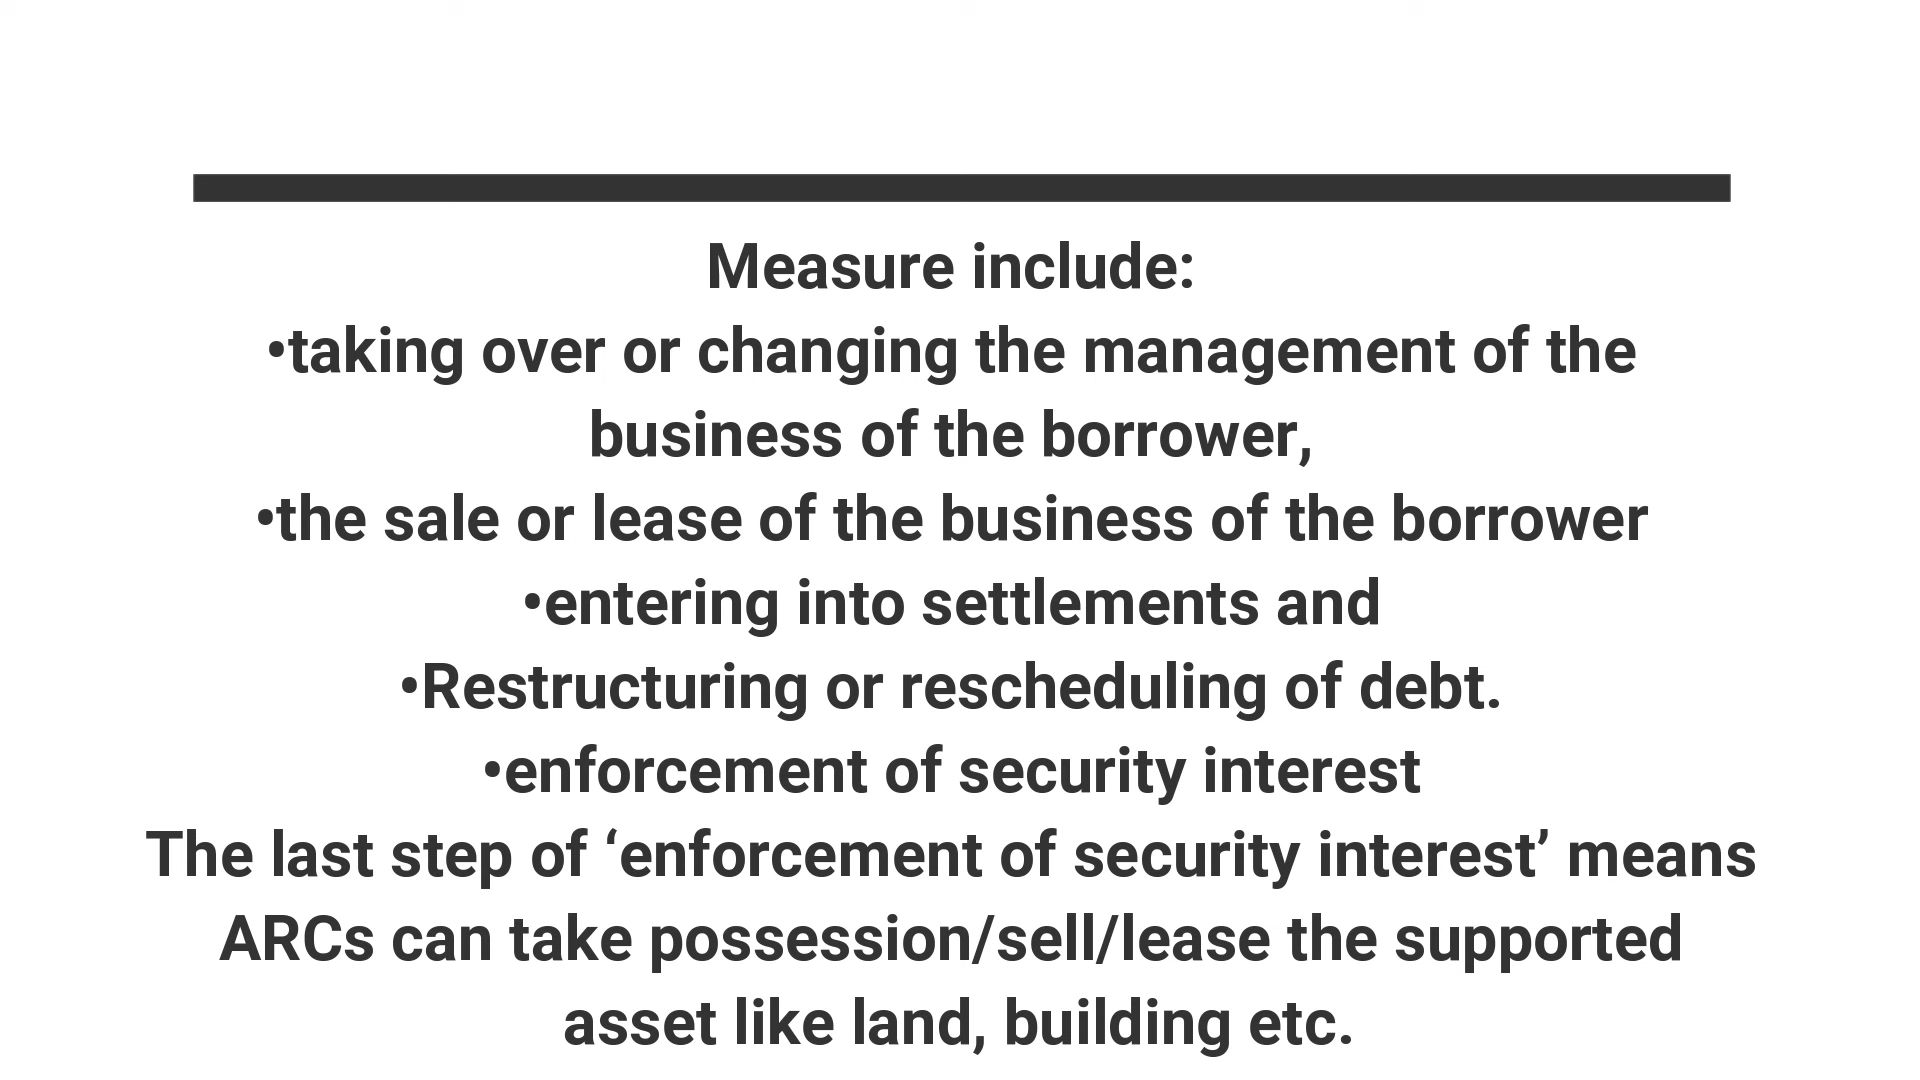 Measure include:
•taking over or changing the management of the
business of the borrower,
•the sale or lease of the business of the borrower
•entering into settlements and
•Restructuring or rescheduling of debt.
•enforcement of security interest
The last step of ‘enforcement of security interest’ means
ARCs can take possession/sell/lease the supported
asset like land, building etc.